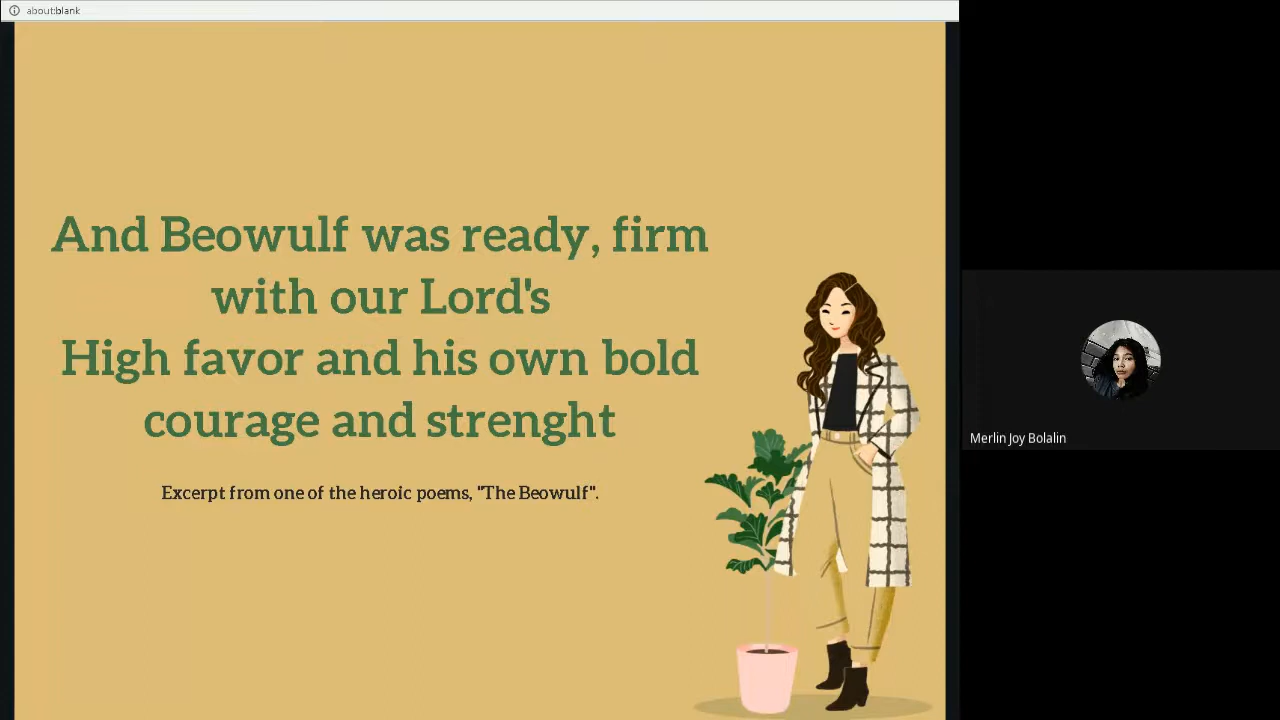 about:blank
And Beowulf was ready, firm
with our Lord's
High favor and his own bold
courage and strenght
Excerpt from one of the heroic poems, "The Beowulf".
Merlin Joy Bolalin